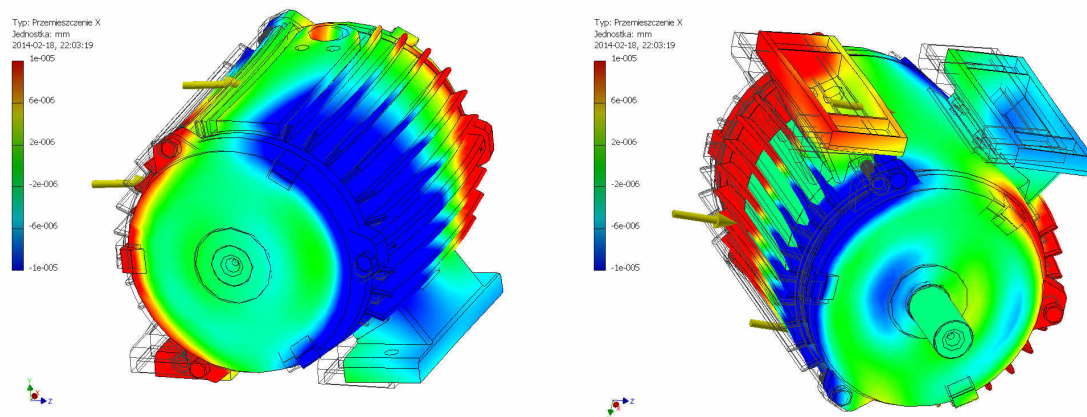 Typ: Przemieszczenie X
Jednostka: mm
2014-02-18, 22:03:19
1e-005
6e-006
2e-006
-2e-006
-6e-006
-1e-005
Y
X
Z
Typ: Przemieszczenie X
Jednostka: mm
2014-02-18, 22:03:19
1e-005
6e-006
2e-006
-2e-006
-6e-006
-1e-005
Z